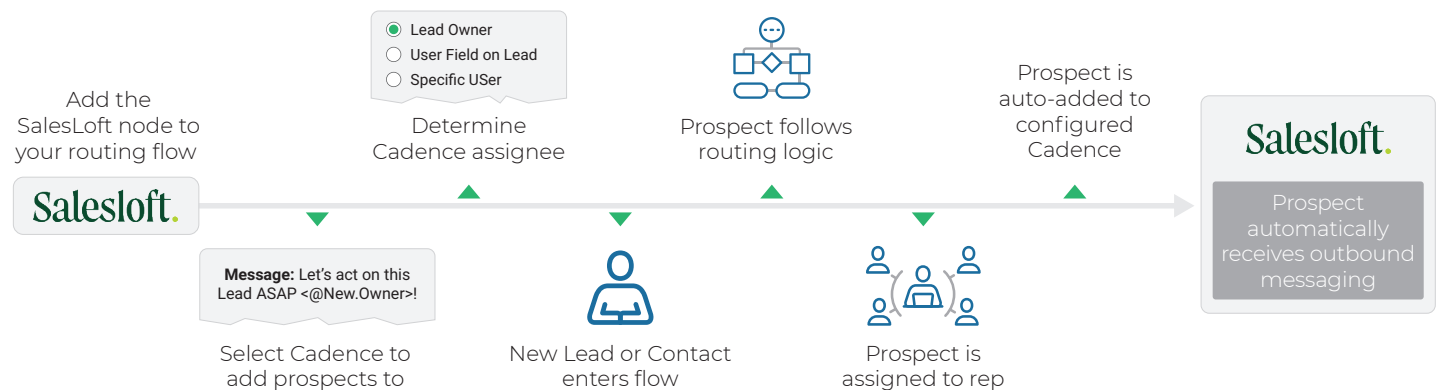 Add the
SalesLoft node to
your routing flow
Salesloft.
Message: Let's act on this
Lead ASAP <@New.Owner>!
Select Cadence to
add prospects to
Lead Owner
User Field on Lead
Specific USer
Determine
Cadence assignee
New Lead or Contact
enters flow
Prospect follows
routing logic
Prospect is
assigned to rep
Prospect is
auto-added to
configured
Cadence
Salesloft.
Prospect
automatically
receives outbound
messaging